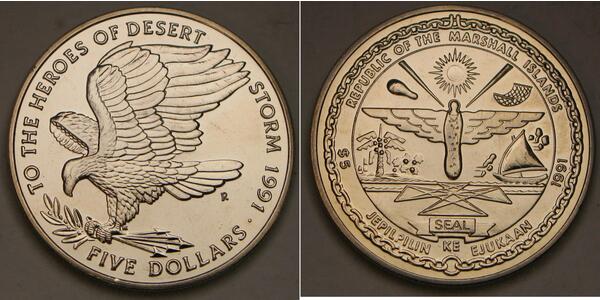 TO THE HEROES OF DESERT STORM 1991 ·
FIVE DOLLARS ·
R
REPUBLIC OF THE MARSHALL ISLANDS
$5
1991
SEAL
JEPILPILIN KE EJUKAAN